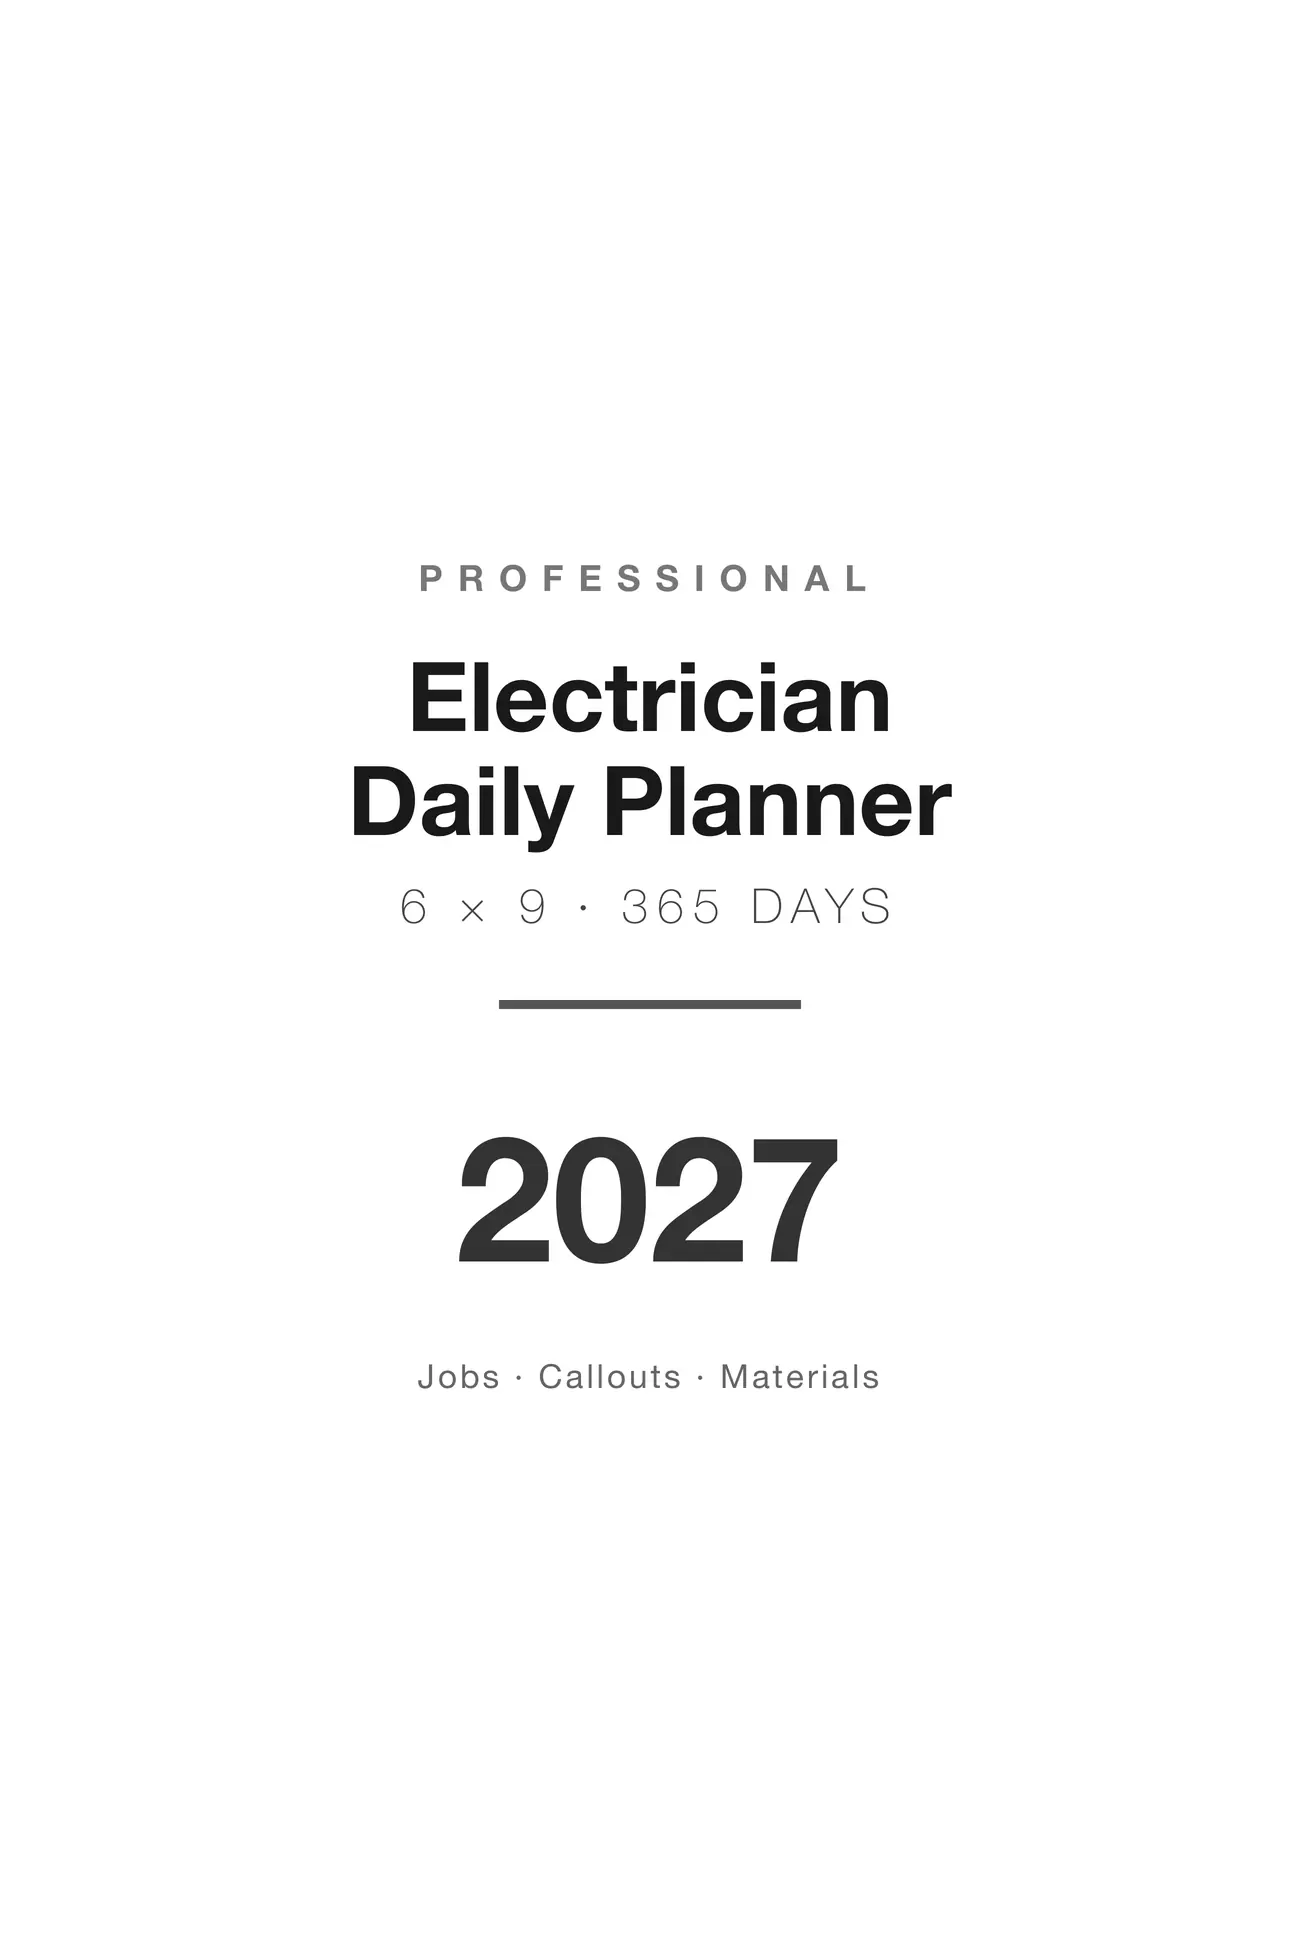 PROFESSIONAL
Electrician
Daily Planner
6 × 9 · 365 DAYS
2027
Jobs · Callouts · Materials